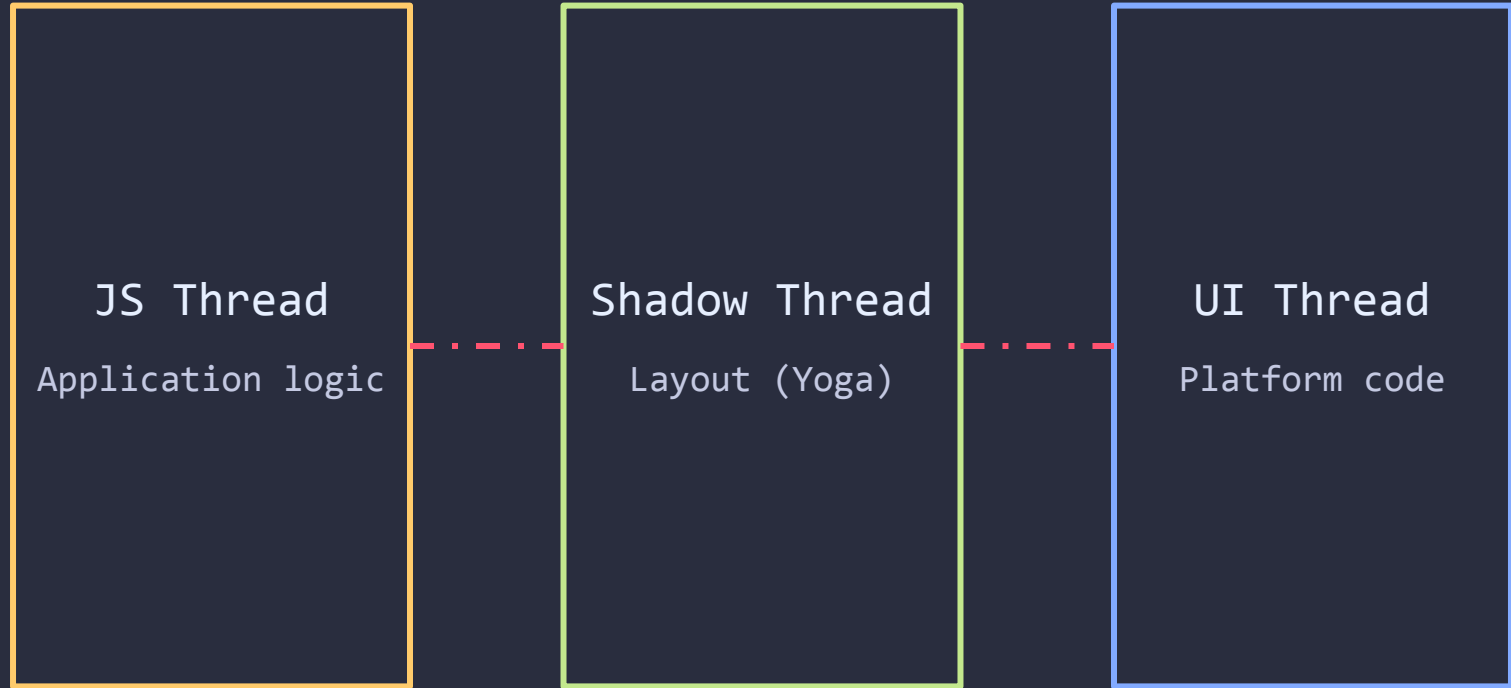 JS Thread
Application logic
Shadow Thread
Layout (Yoga)
UI Thread
Platform code